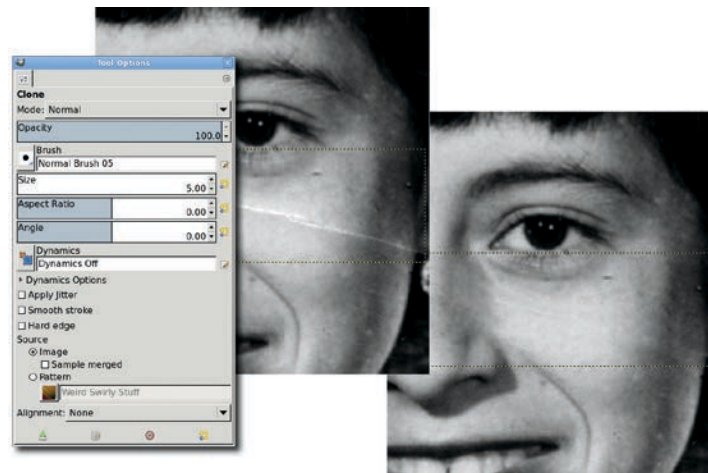 Tool Options
Clone
Mode: Normal
Opacity
100.0
Brush
Normal Brush 05
Size
5.00
Aspect Ratio
0.00
Angle
0.00
Dynamics
Dynamics Off
Dynamics Options
Apply Jitter
Smooth stroke
Hard edge
Source
Image
Sample merged
Pattern
Weird Swirly Stuff
Alignment: None